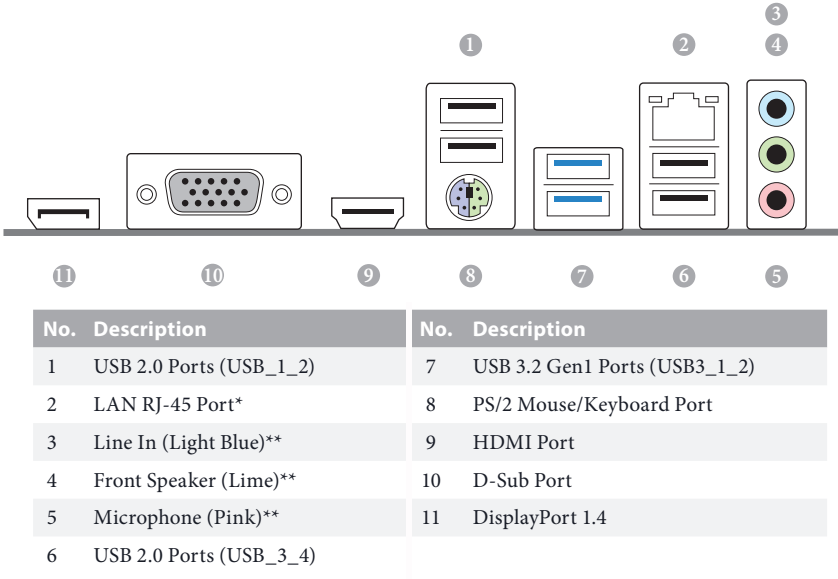 3
1 2 4
11 10 9 8 7 6 5
No. Description No. Description
1 USB 2.0 Ports (USB_1_2) 7 USB 3.2 Gen1 Ports (USB3_1_2)
2 LAN RJ-45 Port* 8 PS/2 Mouse/Keyboard Port
3 Line In (Light Blue)** 9 HDMI Port
4 Front Speaker (Lime)** 10 D-Sub Port
5 Microphone (Pink)** 11 DisplayPort 1.4
6 USB 2.0 Ports (USB_3_4)